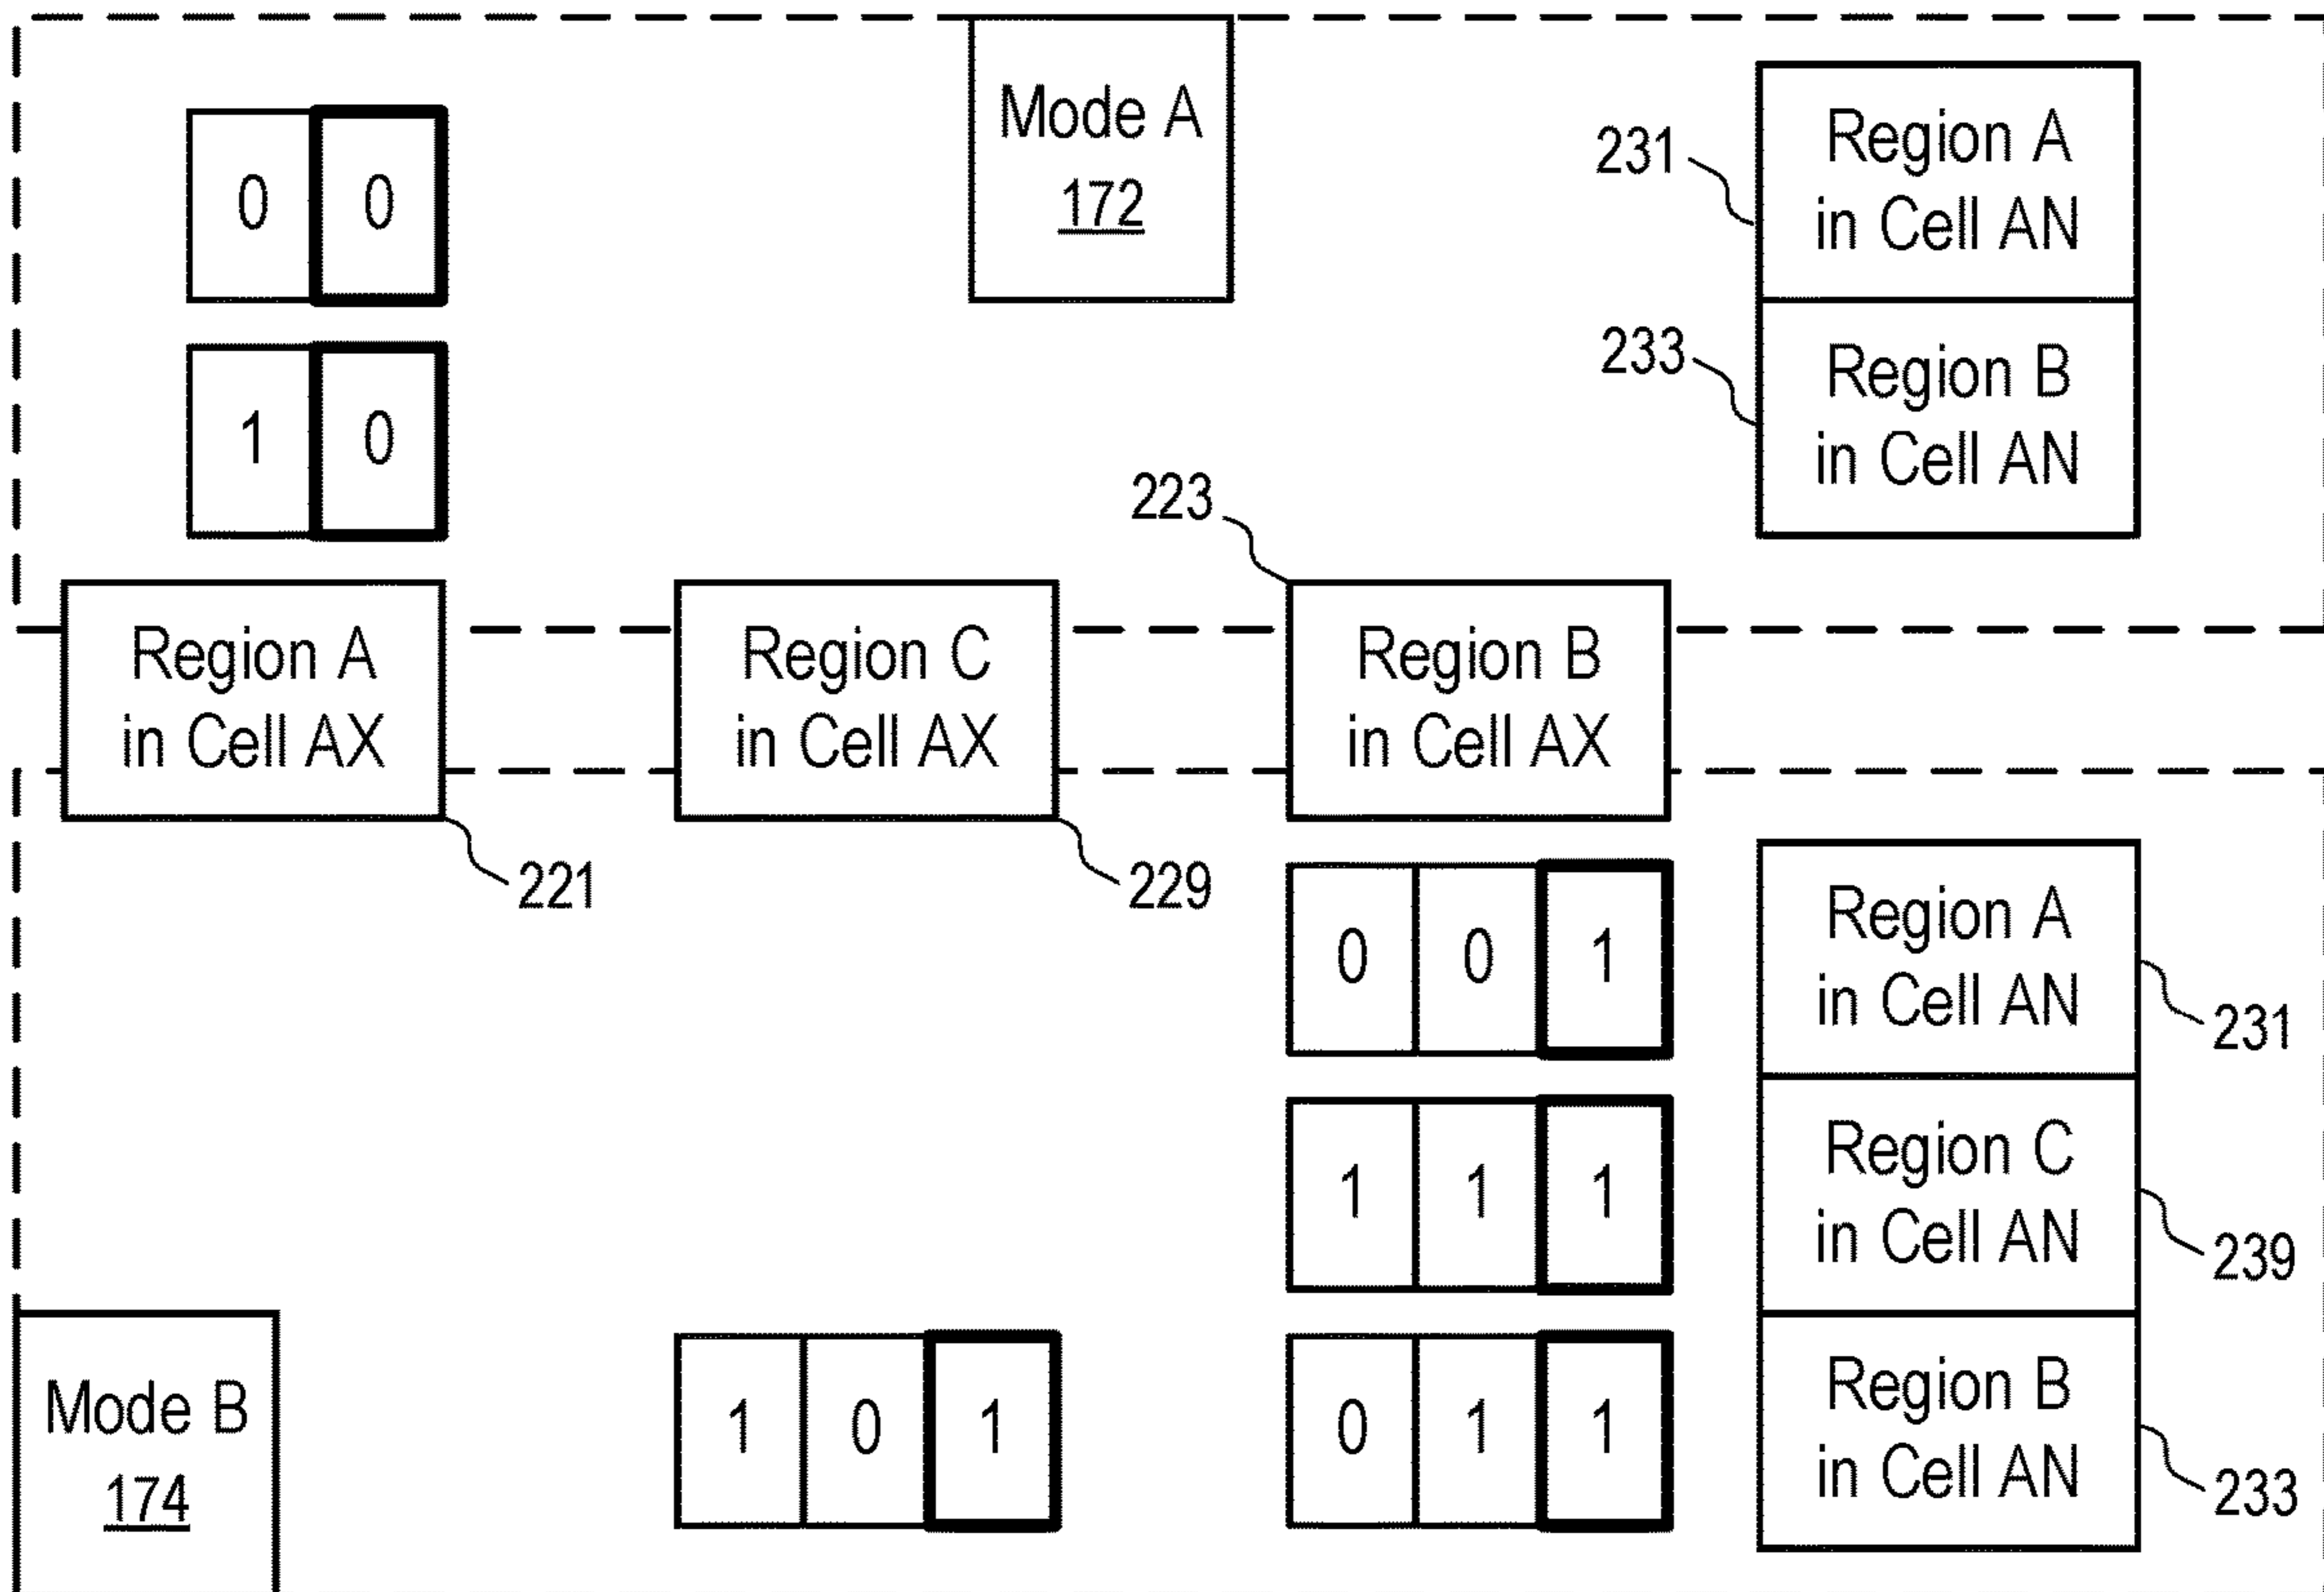 Mode A
172
231
Region A
in Cell AN
0 0
233
Region B
in Cell AN
1 0
223
Region A
in Cell AX
Region C
in Cell AX
Region B
in Cell AX
221
229
0 0 1
Region A
in Cell AN
231
1 1 1
Region C
in Cell AN
239
Mode B
174
1 0 1
0 1 1
Region B
in Cell AN
233